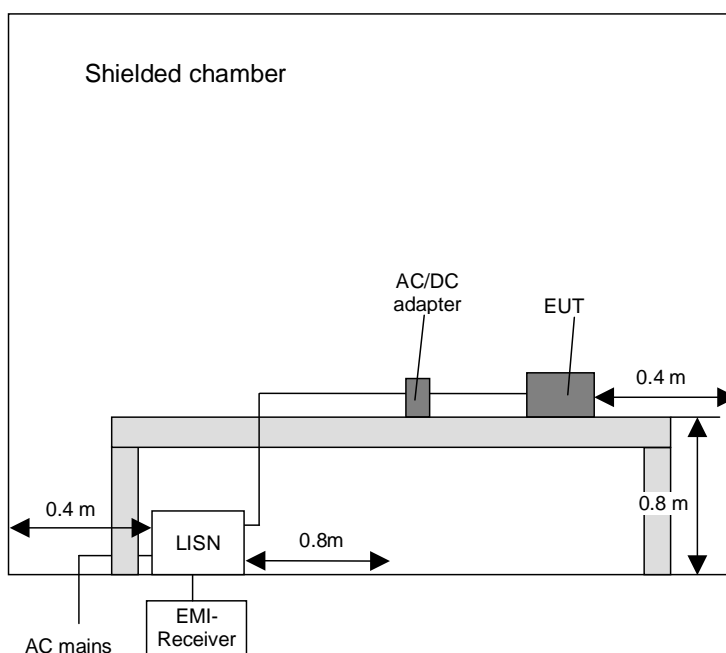 Shielded chamber
AC/DC
adapter
EUT
0.4 m
0.4 m
0.8 m
LISN
0.8m
EMI-
Receiver
AC mains